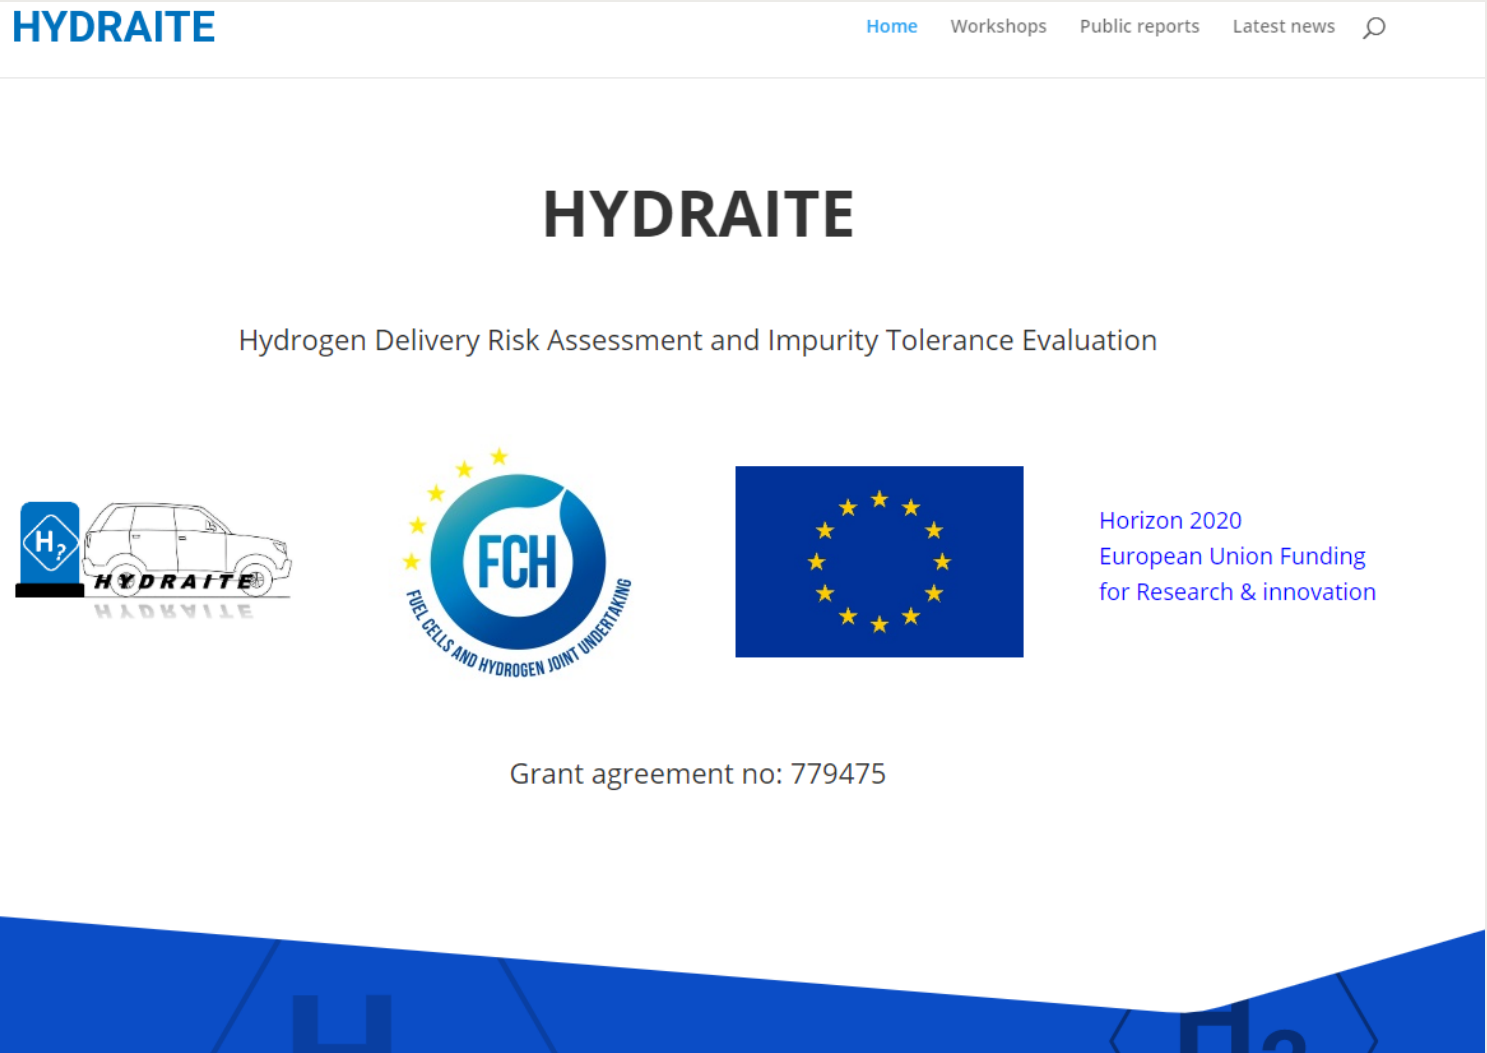 HYDRAITE
Home Workshops Public reports Latest news
HYDRAITE
Hydrogen Delivery Risk Assessment and Impurity Tolerance Evaluation
H?
HYDRAITE
HYDRAITE
FCH
FUEL CELLS AND HYDROGEN JOINT UNDERTAKING
Horizon 2020
European Union Funding
for Research & innovation
Grant agreement no: 779475
H
H2